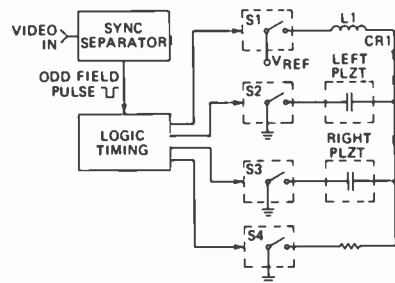 VIDEO
IN
SYNC
SEPARATOR
ODD FIELD
PULSE
LOGIC
TIMING
S1
VREF
L1
CR1
S2
LEFT
PLZT
S3
RIGHT
PLZT
S4